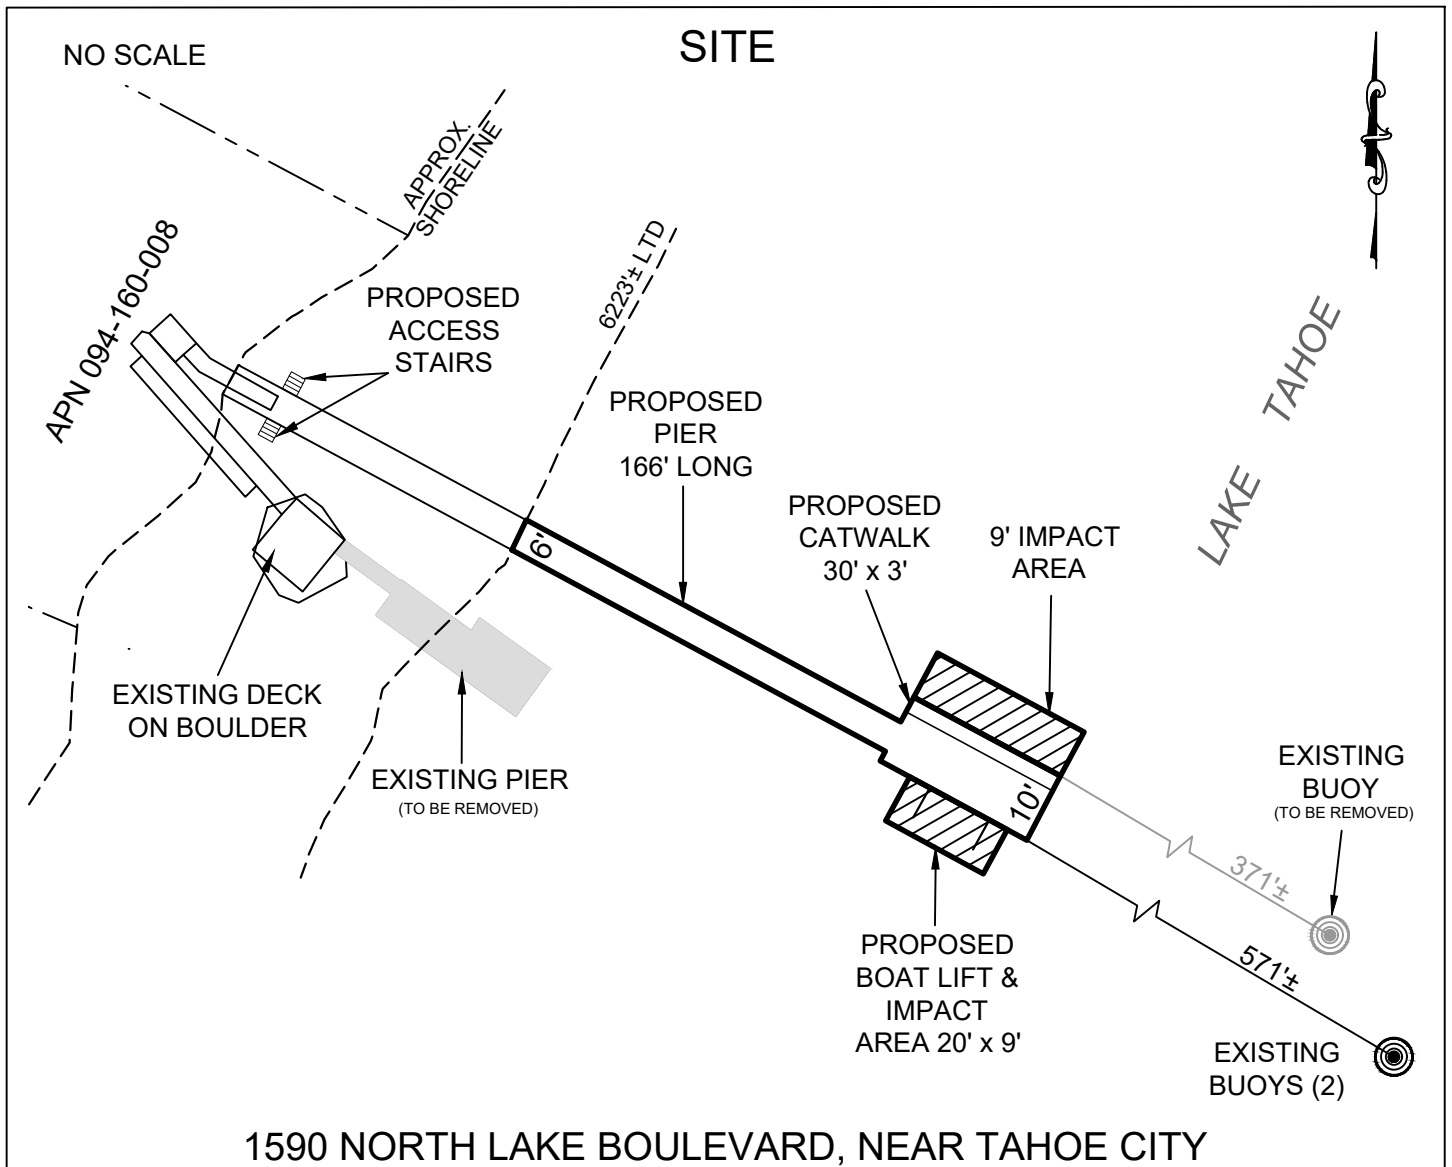 SITE
NO SCALE
APPROX.
SHORELINE
APN 094-160-008
PROPOSED
ACCESS
STAIRS
6223'± LTD
LAKE TAHOE
PROPOSED
PIER
166' LONG
PROPOSED
CATWALK
30' x 3'
9' IMPACT
AREA
6'
10'
EXISTING DECK
ON BOULDER
EXISTING PIER
(TO BE REMOVED)
EXISTING
BUOY
(TO BE REMOVED)
371'±
571'±
PROPOSED
BOAT LIFT &
IMPACT
AREA 20' x 9'
EXISTING
BUOYS (2)
1590 NORTH LAKE BOULEVARD, NEAR TAHOE CITY